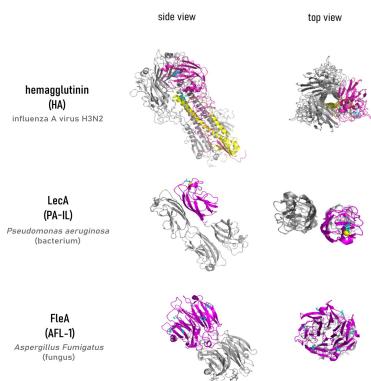 side view
top view
hemagglutinin
(HA)
influenza A virus H3N2
LecA
(PA-IL)
Pseudomonas aeruginosa
(bacterium)
FleA
(AFL-1)
Aspergillus Fumigatus
(fungus)